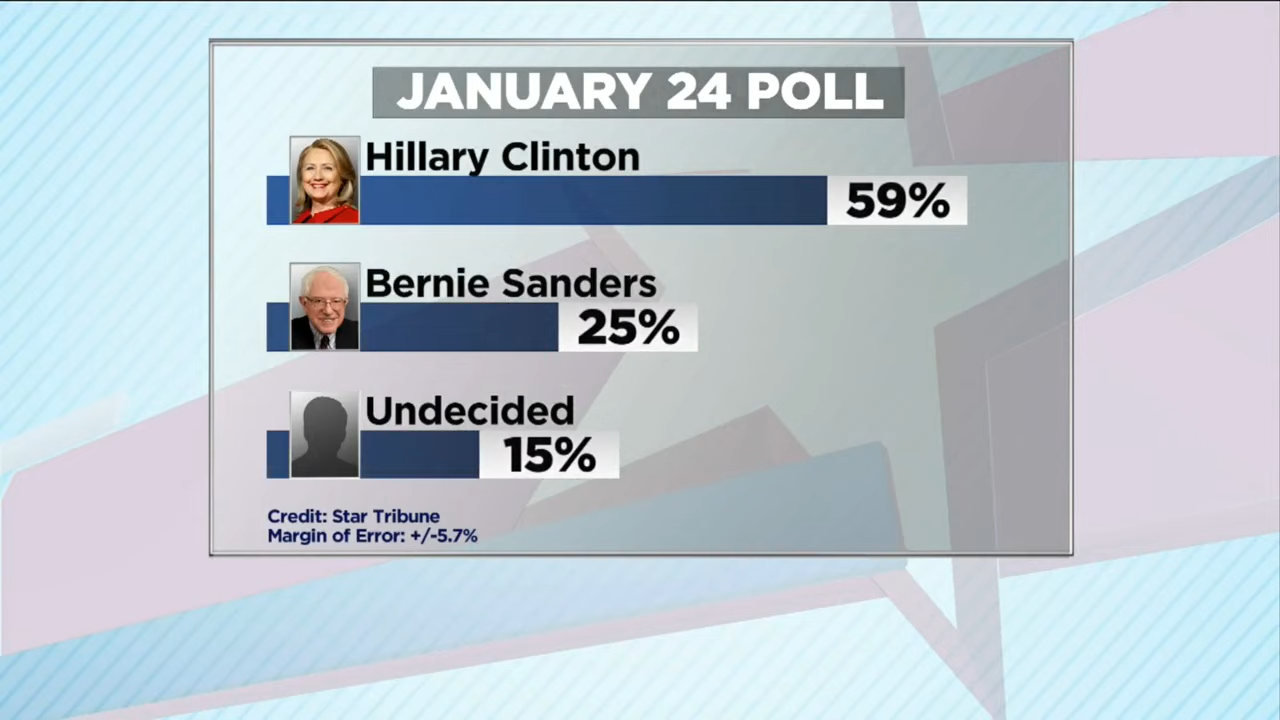 JANUARY 24 POLL
Hillary Clinton
59%
Bernie Sanders
25%
Undecided
15%
Credit: Star Tribune
Margin of Error: +/-5.7%